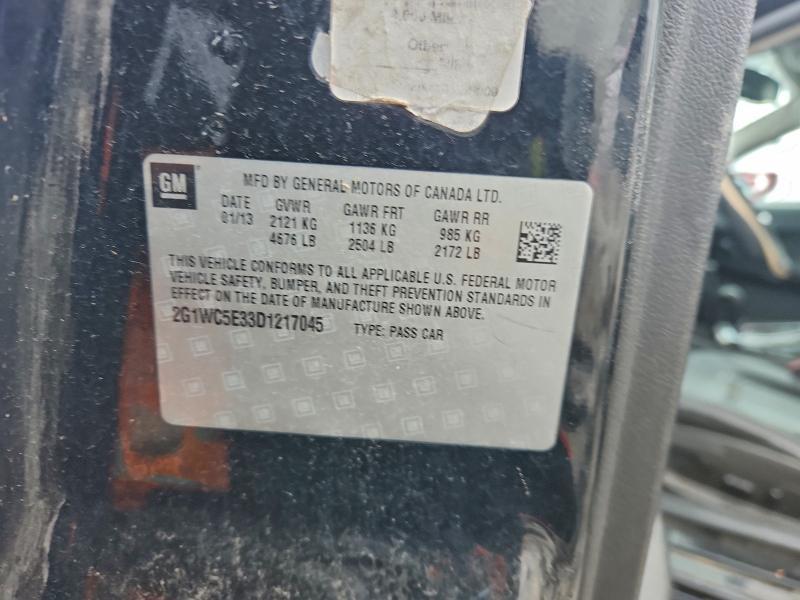 Other
GM
MFD BY GENERAL MOTORS OF CANADA LTD.
DATE GVWR GAWR FRT GAWR RR
01/13 2121 KG 1136 KG 985 KG
4676 LB 2504 LB 2172 LB
THIS VEHICLE CONFORMS TO ALL APPLICABLE U.S. FEDERAL MOTOR
VEHICLE SAFETY, BUMPER, AND THEFT PREVENTION STANDARDS IN
EFFECT ON THE DATE OF MANUFACTURE SHOWN ABOVE.
2G1WC5E33D1217045 TYPE: PASS CAR